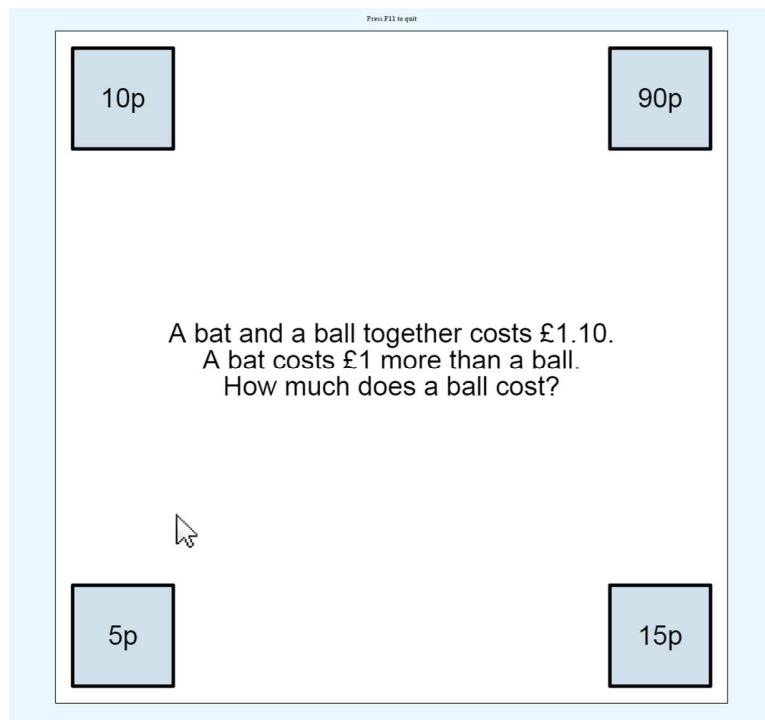 Press F11 to quit
10p
90p
A bat and a ball together costs £1.10.
A bat costs £1 more than a ball.
How much does a ball cost?
5p
15p